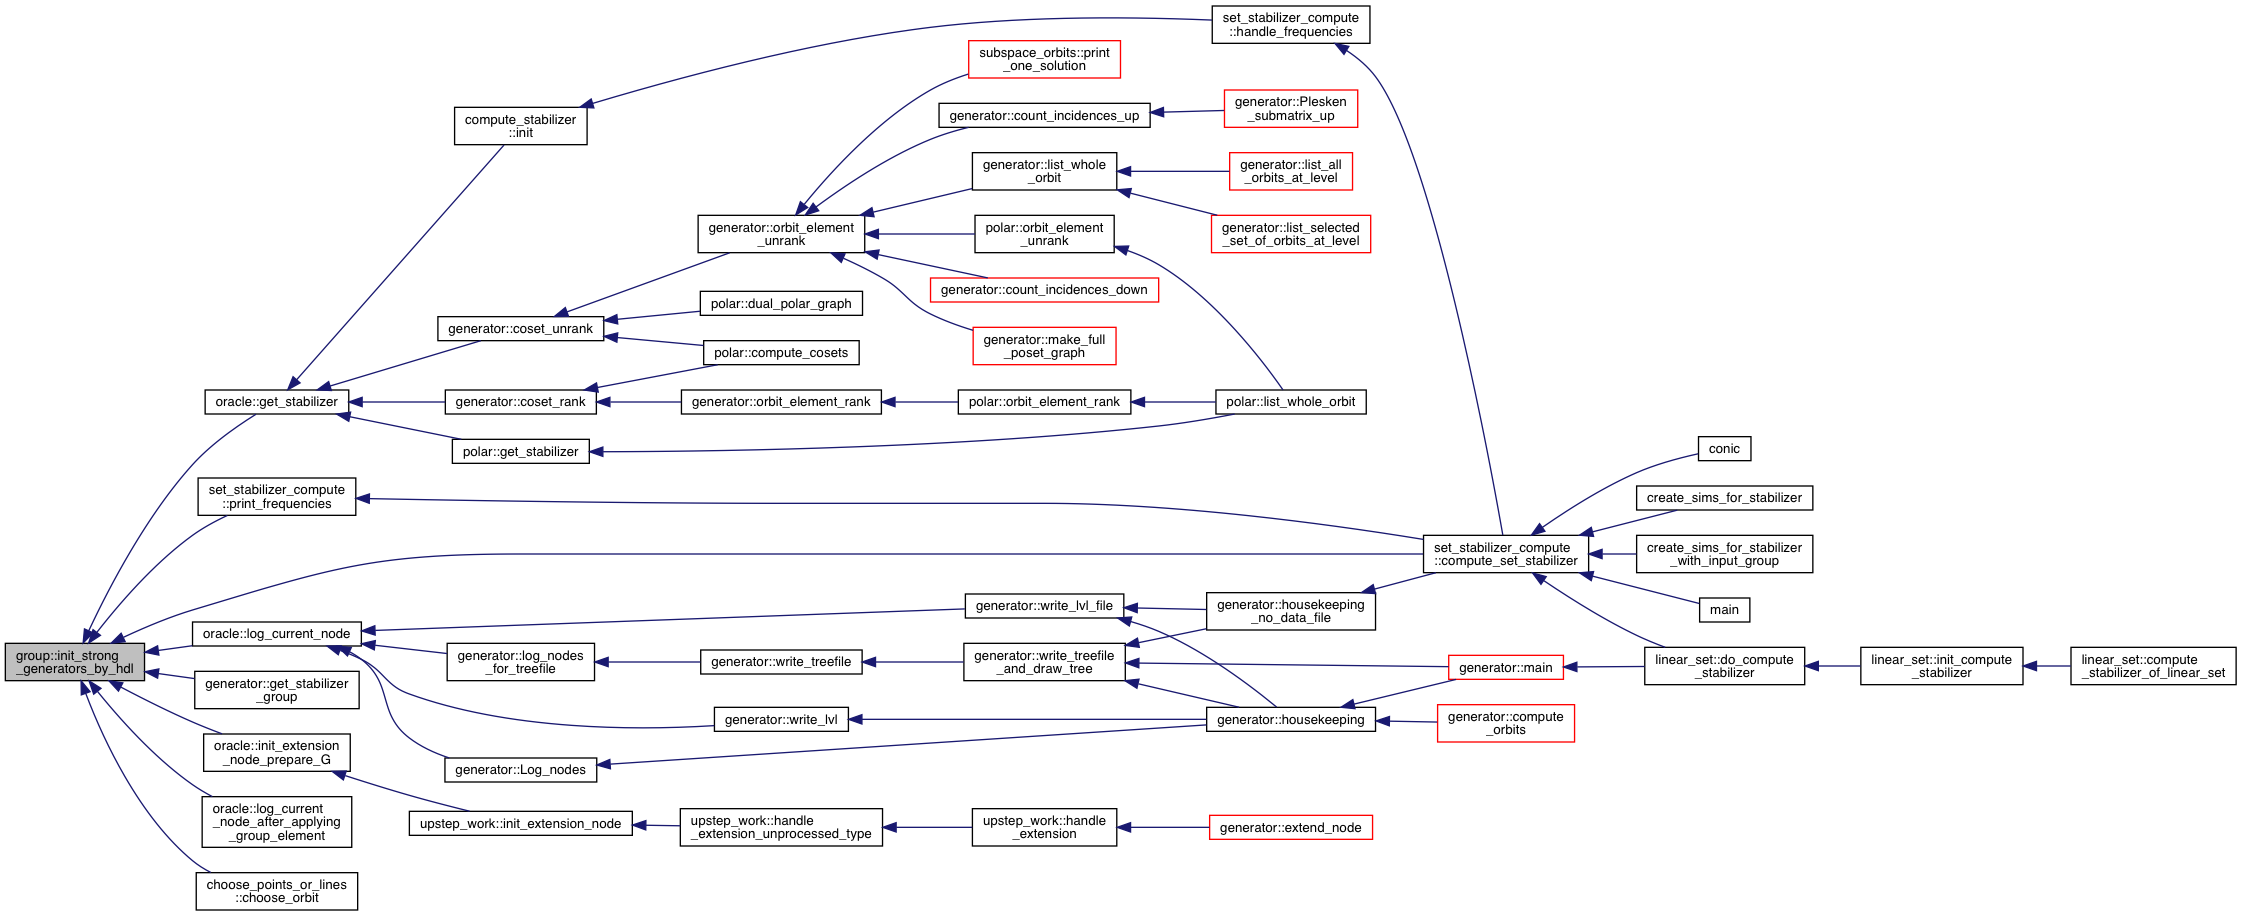 group::init_strong
_generators_by_hdl
oracle::get_stabilizer
set_stabilizer_compute
::print_frequencies
oracle::log_current_node
generator::get_stabilizer
_group
oracle::init_extension
_node_prepare_G
oracle::log_current
_node_after_applying
_group_element
choose_points_or_lines
::choose_orbit
compute_stabilizer
::init
generator::coset_unrank
generator::coset_rank
polar::get_stabilizer
generator::log_nodes
_for_treefile
generator::Log_nodes
upstep_work::init_extension_node
generator::orbit_element
_unrank
polar::dual_polar_graph
polar::compute_cosets
generator::orbit_element_rank
generator::write_treefile
generator::write_lvl
upstep_work::handle
_extension_unprocessed_type
subspace_orbits::print
_one_solution
generator::count_incidences_up
generator::list_whole
_orbit
polar::orbit_element
_unrank
generator::count_incidences_down
generator::make_full
_poset_graph
polar::orbit_element_rank
generator::write_lvl_file
generator::write_treefile
_and_draw_tree
upstep_work::handle
_extension
set_stabilizer_compute
::handle_frequencies
generator::Plesken
_submatrix_up
generator::list_all
_orbits_at_level
generator::list_selected
_set_of_orbits_at_level
polar::list_whole_orbit
generator::housekeeping
_no_data_file
generator::housekeeping
generator::extend_node
set_stabilizer_compute
::compute_set_stabilizer
generator::main
generator::compute
_orbits
conic
create_sims_for_stabilizer
create_sims_for_stabilizer
_with_input_group
main
linear_set::do_compute
_stabilizer
linear_set::init_compute
_stabilizer
linear_set::compute
_stabilizer_of_linear_set